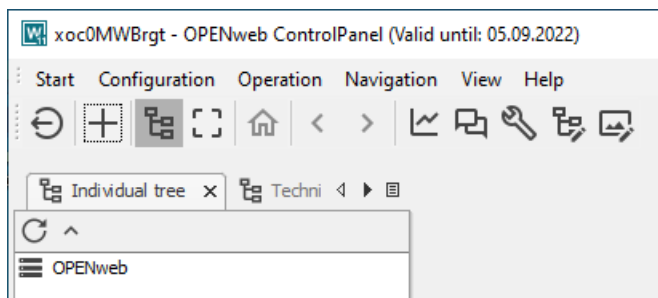 xoc0MWBrgt - OPENweb ControlPanel (Valid until: 05.09.2022)
Start Configuration Operation Navigation View Help
Individual tree Techni
OPENweb